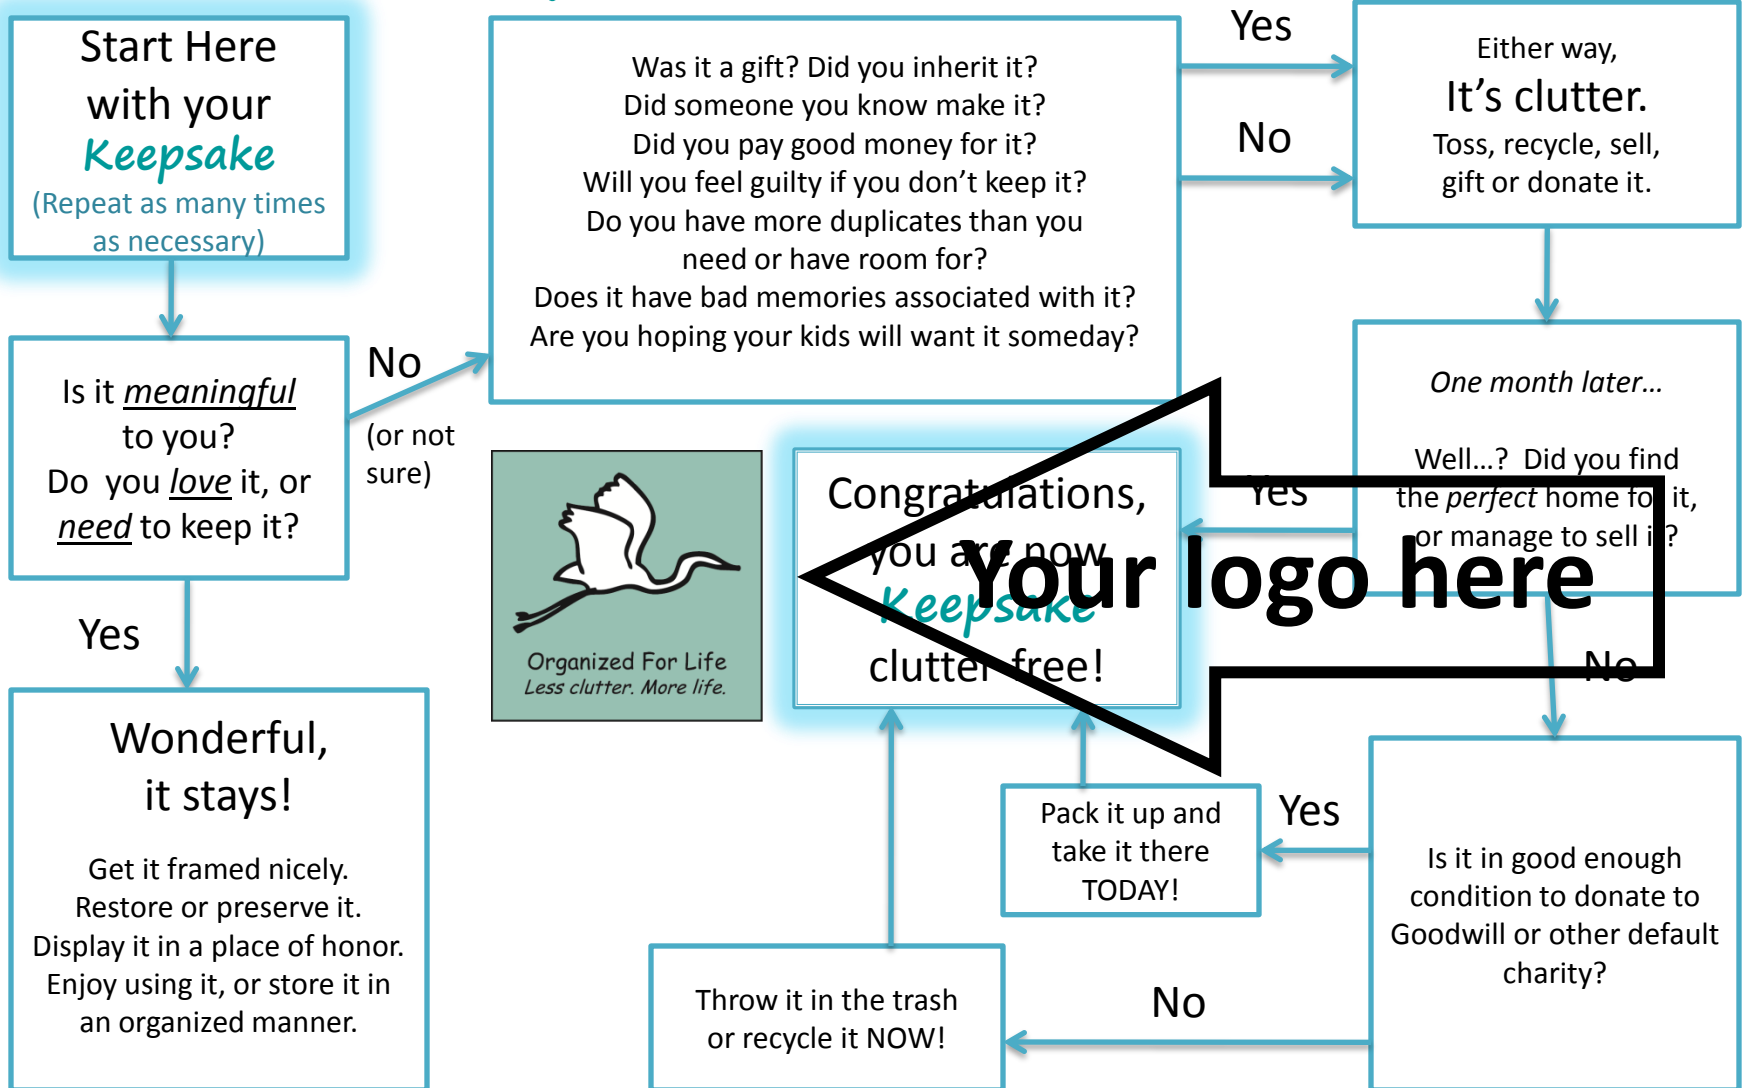 Start Here
with your
Keepsake
(Repeat as many times
as necessary)
Is it meaningful
to you?
Do  you love it, or
need to keep it?
No
(or not
sure)
Yes
Wonderful,
it stays!
Get it framed nicely.
Restore or preserve it.
Display it in a place of honor.
Enjoy using it, or store it in
an organized manner.
Was it a gift? Did you inherit it?
Did someone you know make it?
Did you pay good money for it?
Will you feel guilty if you don’t keep it?
Do you have more duplicates than you
need or have room for?
Does it have bad memories associated with it?
Are you hoping your kids will want it someday?
Yes
No
Either way,
It’s clutter.
Toss, recycle, sell,
gift or donate it.
One month later…
Well…?  Did you find
the perfect home for it,
or manage to sell it?
Yes
No
Congratulations,
you are now
Keepsake
clutter free!
Your logo here
Organized For Life
Less clutter. More life.
Is it in good enough
condition to donate to
Goodwill or other default
charity?
Yes
Pack it up and
take it there
TODAY!
No
Throw it in the trash
or recycle it NOW!